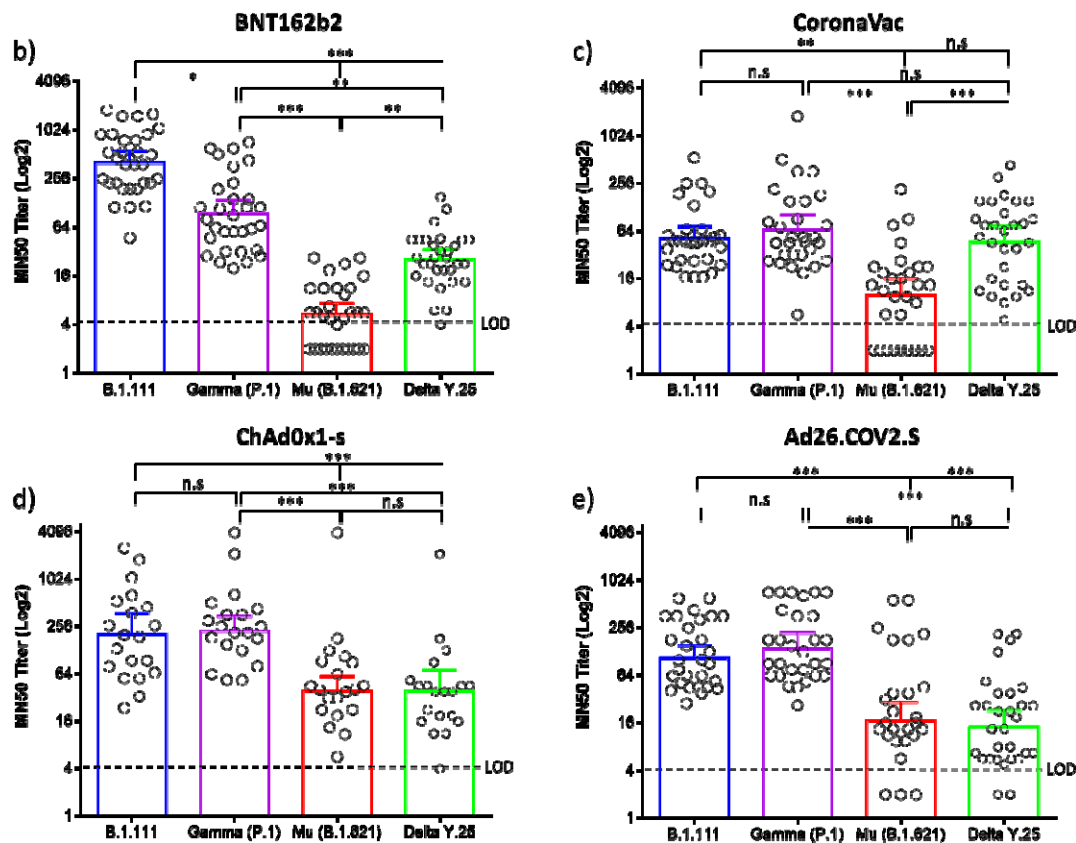 BNT162b2
b)
***
*
**
***
**
4096
1024
256
64
16
4
1
MN50 Titer (Log2)
LOD
B.1.111 Gamma (P.1) Mu (B.1.621) Delta Y.25
CoronaVac
c)
**
n.s
n.s
n.s
***
***
4096
1024
256
64
16
4
1
MN50 Titer (Log2)
LOD
B.1.111 Gamma (P.1) Mu (B.1.621) Delta Y.25
ChAd0x1-s
d)
***
n.s
***
***
n.s
4096
1024
256
64
16
4
1
MN50 Titer (Log2)
LOD
B.1.111 Gamma (P.1) Mu (B.1.621) Delta Y.25
Ad26.COV2.S
e)
***
***
n.s
***
***
n.s
4096
1024
256
64
16
4
1
MN50 Titer (Log2)
LOD
B.1.111 Gamma (P.1) Mu (B.1.621) Delta Y.25